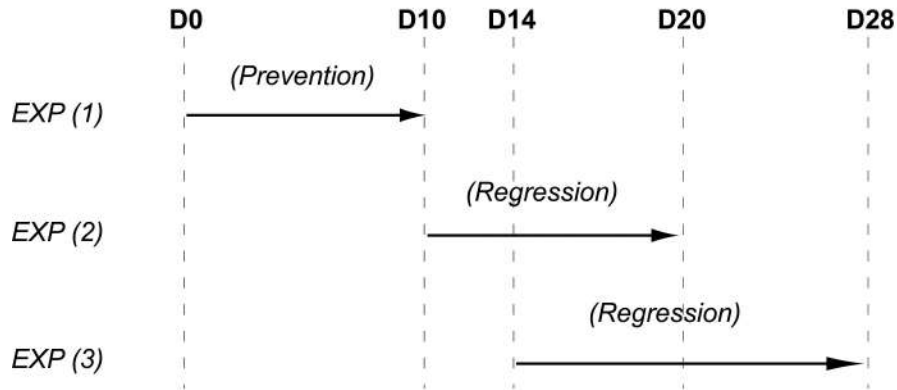 D0 D10 D14 D20 D28
(Prevention)
EXP (1)
(Regression)
EXP (2)
(Regression)
EXP (3)